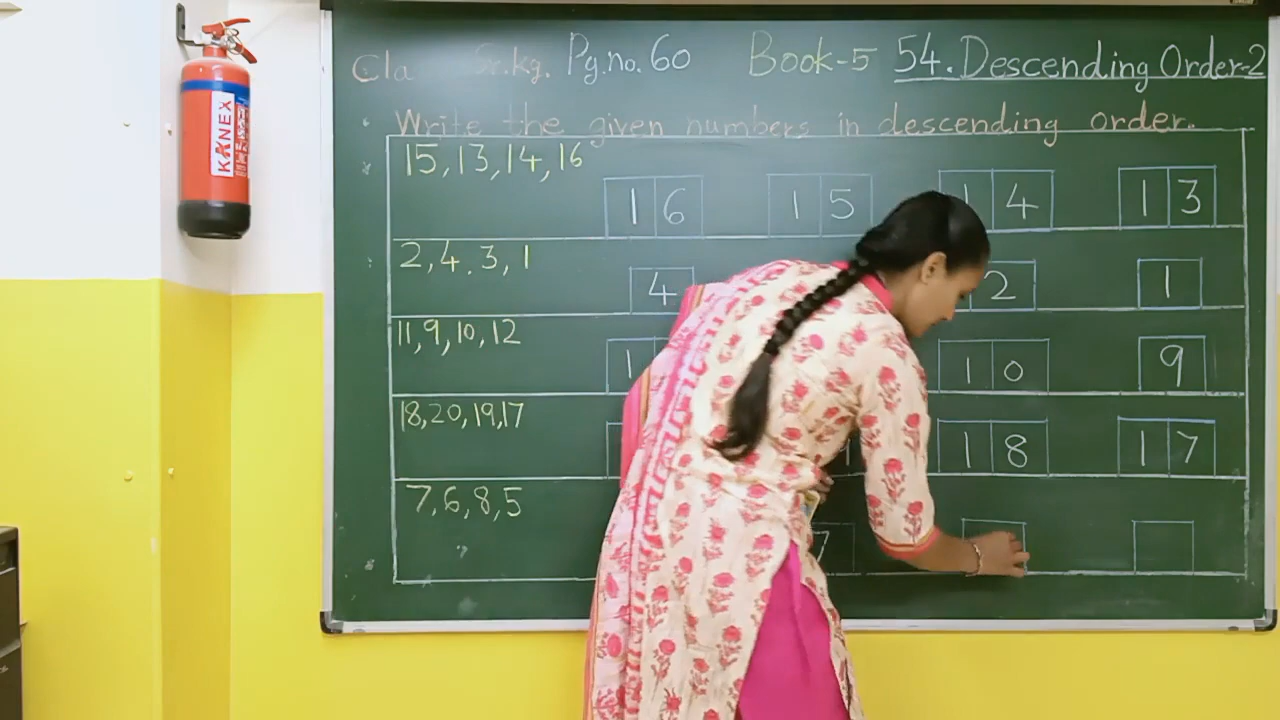 Cla Sr.kg. Pg.no.60 Book-5 54.Descending Order-2
Write the given numbers in descending order.
15,13,14,16
16 15 14 13
2,4,3,1
4 2 1
11,9,10,12
1 10 9
18,20,19,17
18 17
7,6,8,5
7
KANEX